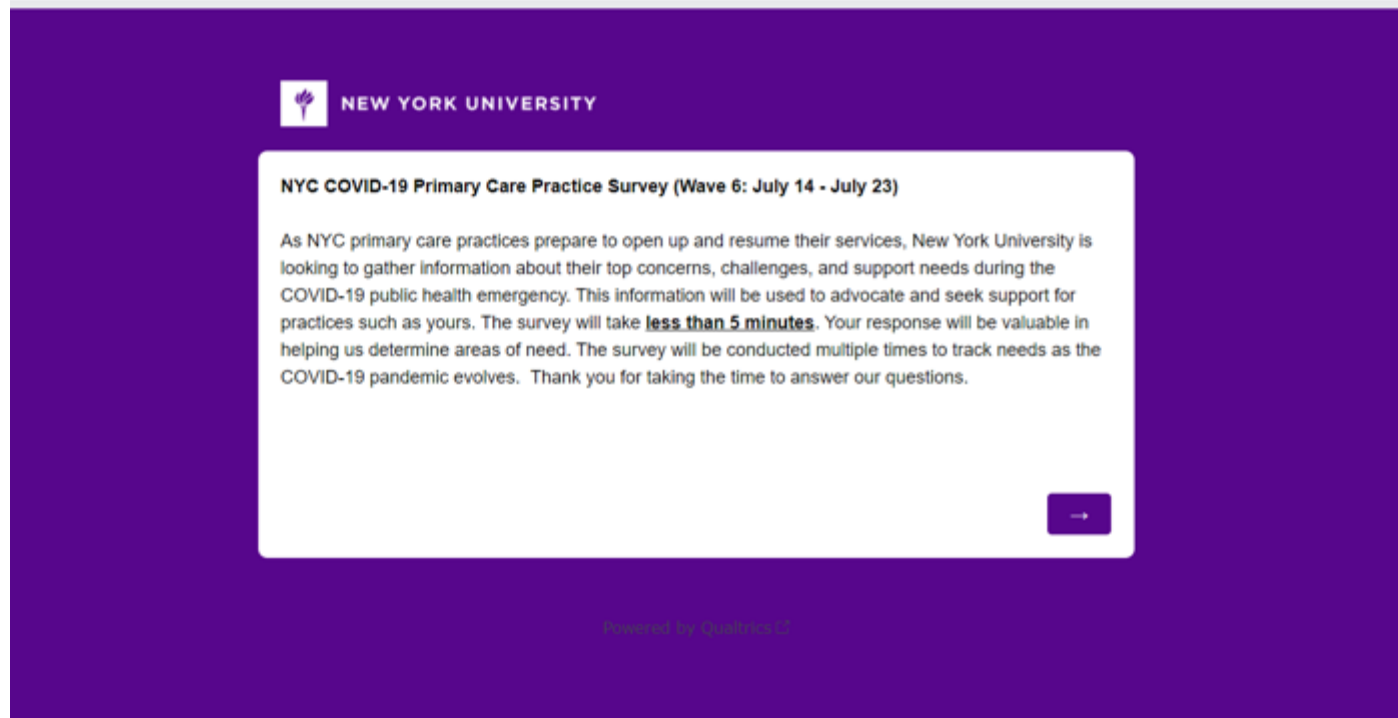 NEW YORK UNIVERSITY
NYC COVID-19 Primary Care Practice Survey (Wave 6: July 14 - July 23)
As NYC primary care practices prepare to open up and resume their services, New York University is
looking to gather information about their top concerns, challenges, and support needs during the
COVID-19 public health emergency. This information will be used to advocate and seek support for
practices such as yours. The survey will take less than 5 minutes. Your response will be valuable in
helping us determine areas of need. The survey will be conducted multiple times to track needs as the
COVID-19 pandemic evolves.  Thank you for taking the time to answer our questions.
→
Powered by Qualtrics